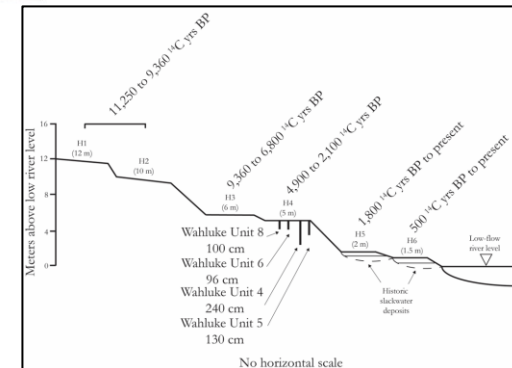 11,250 to 9,360 ¹⁴C yrs BP
9,360 to 6,800 ¹⁴C yrs BP
4,900 to 2,100 ¹⁴C yrs BP
1,800 ¹⁴C yrs BP to present
500 ¹⁴C yrs BP to present
Meters above low river level
16
12
8
4
0
H1
(12 m)
H2
(10 m)
H3
(6 m)
H4
(5 m)
H5
(2 m)
H6
(1.5 m)
Low-flow
river level
Wahluke Unit 8
100 cm
Wahluke Unit 6
96 cm
Wahluke Unit 4
240 cm
Wahluke Unit 5
130 cm
Historic
slackwater
deposits
No horizontal scale